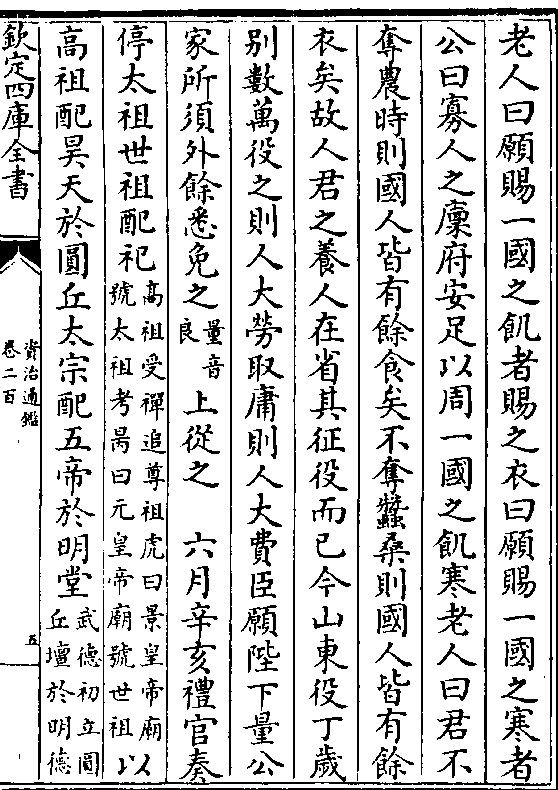 老人曰願賜一國之飢者賜之衣曰願賜一國之寒者
公曰寡人之廩府安足以周一國之飢寒老人曰君不
奪農時則國人皆有餘食矣不奪蠶桑則國人皆有餘
衣矣故人君之養人在省其征役而已今山東役丁歲
别數萬役之則人大勞取庸則人大費臣願陛下量公
家所須外餘悉免之量音良上從之 六月辛亥禮官奏
停太祖世祖配祀高祖受禪追尊祖虎曰景皇帝廟號太祖考昺曰元皇帝廟號世祖以
高祖配昊天於圓丘太宗配五帝於明堂武德初立圓丘壇於明德
欽定四庫全書
資治通鑑
卷二百
五